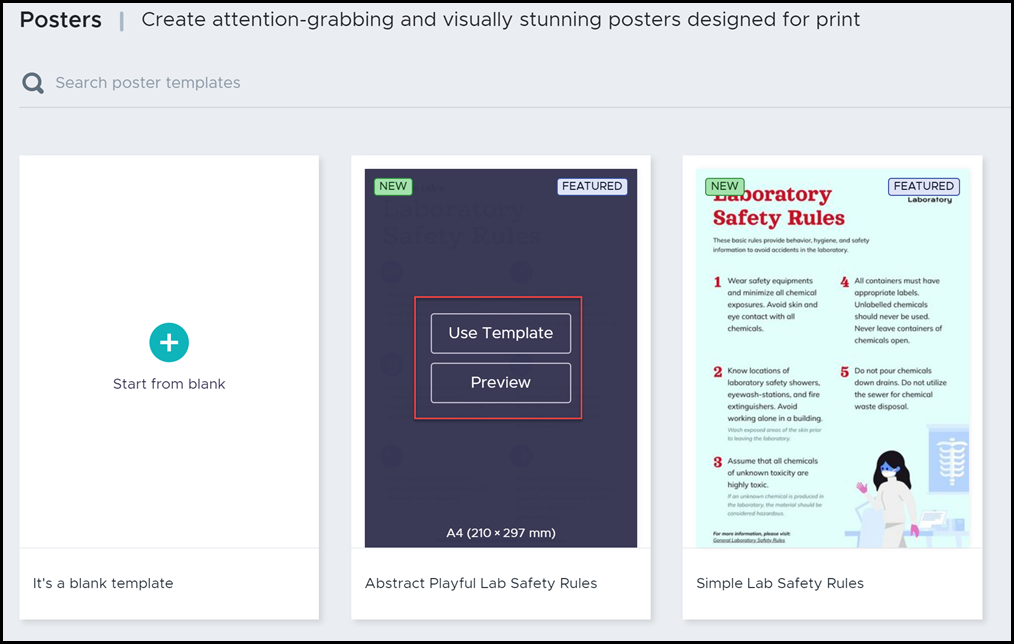 Posters | Create attention-grabbing and visually stunning posters designed for print
Search poster templates
Start from blank
It's a blank template
NEW
FEATURED
Laboratory
Safety Rules
Use Template
Preview
A4 (210 × 297 mm)
Abstract Playful Lab Safety Rules
NEW
FEATURED
Laboratory
Laboratory
Safety Rules
These basic rules provide behavior, hygiene, and safety
information to avoid accidents in the laboratory.
1 Wear safety equipments
and minimize all chemical
exposures. Avoid skin and
eye contact with all
chemicals.
2 Know locations of
laboratory safety showers,
eyewash-stations, and fire
extinguishers. Avoid
working alone in a building.
Wash exposed areas of the skin prior
to leaving the laboratory.
3 Assume that all chemicals
of unknown toxicity are
highly toxic.
If an unknown chemical is produced in
the laboratory, the material should be
considered hazardous.
4 All containers must have
appropriate labels.
Unlabelled chemicals
should never be used.
Never leave containers of
chemicals open.
5 Do not pour chemicals
down drains. Do not utilize
the sewer for chemical
waste disposal.
For more information, please visit:
General Laboratory Safety Rules
Simple Lab Safety Rules